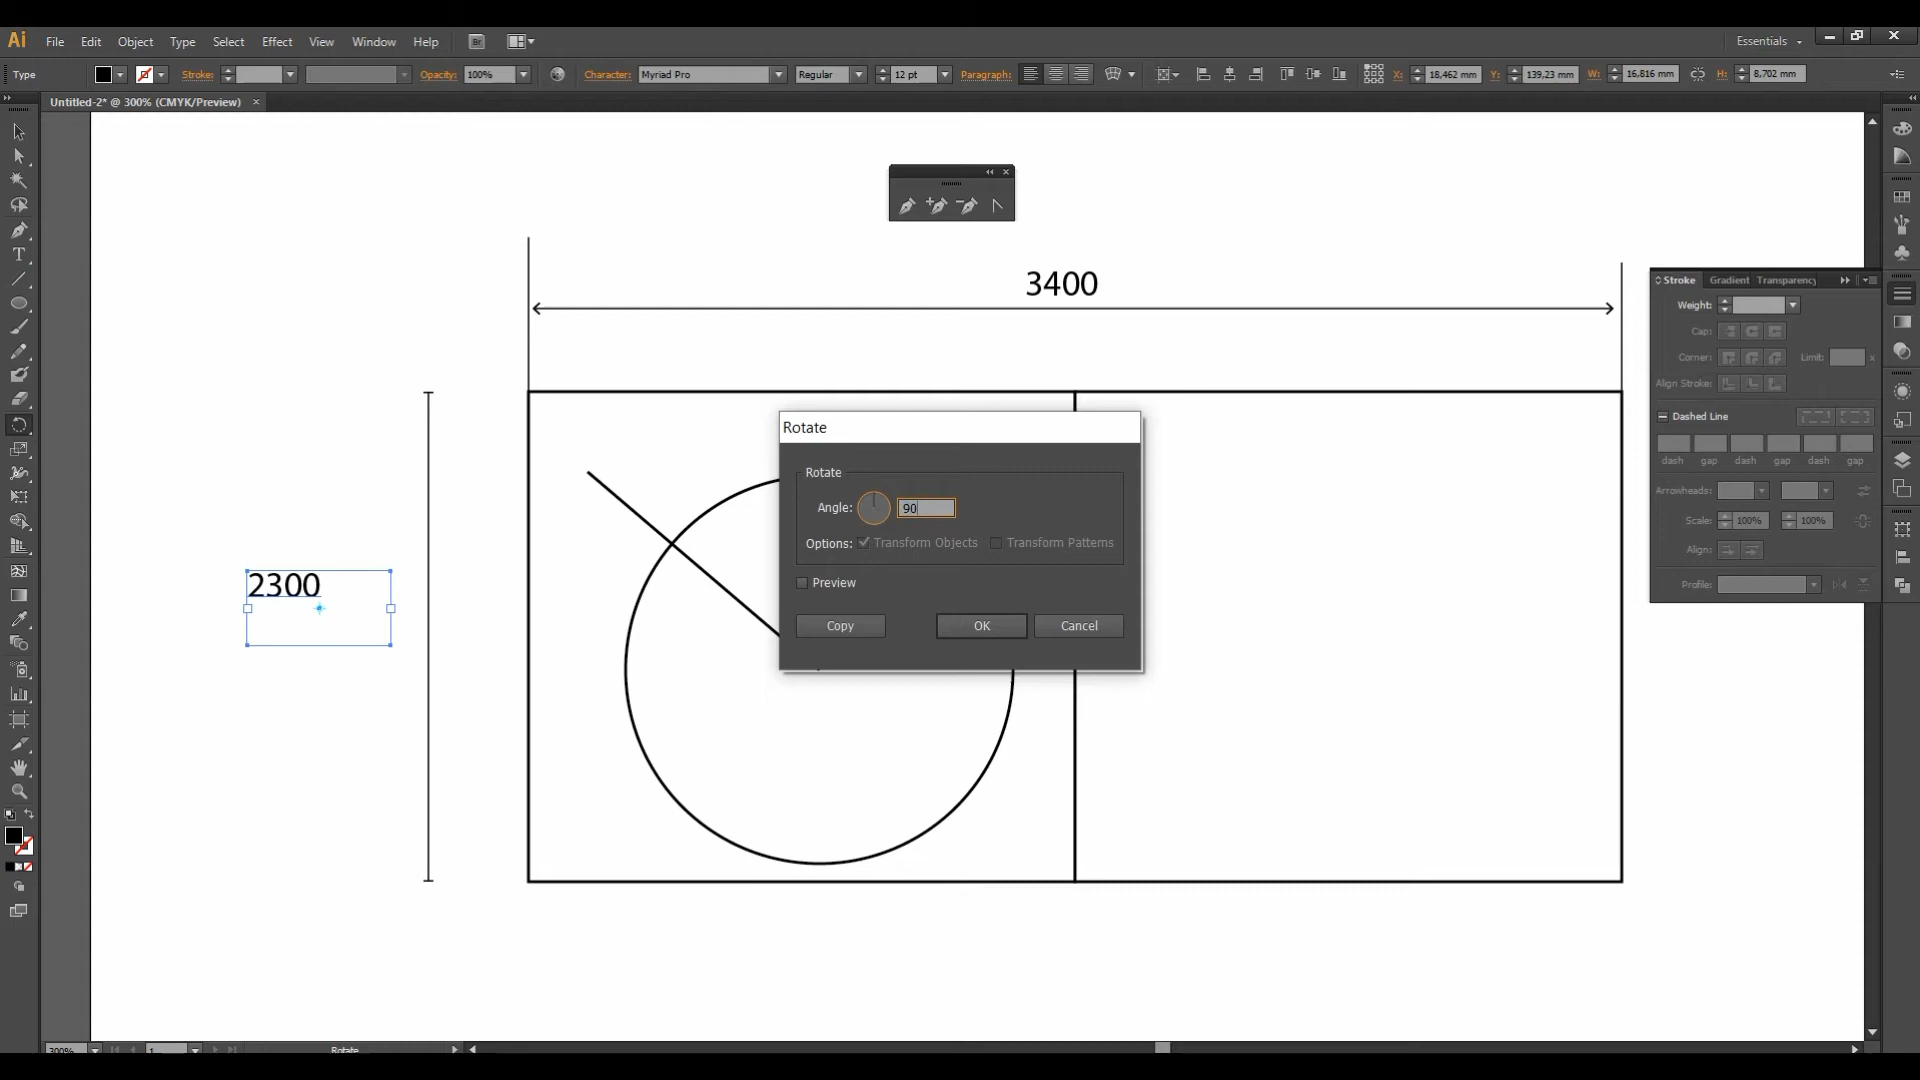 Ai File Edit Object Type Select Effect View Window Help Br Essentials
Type Stroke: Opacity: 100% Character: Myriad Pro Regular 12 pt Paragraph: X: 18,462 mm Y: 139,23 mm W: 16,816 mm H: 8,702 mm
Untitled-2* @ 300% (CMYK/Preview) ×
3400
Stroke Gradient Transparency
Weight:
Cap:
Corner: Limit: x
Align Stroke:
Dashed Line
dash gap dash gap dash gap
Arrowheads:
Scale: 100% 100%
Align:
Profile:
Rotate
Rotate
Angle: 90
Options: Transform Objects Transform Patterns
Preview
Copy OK Cancel
2300
300% 1 Rotate